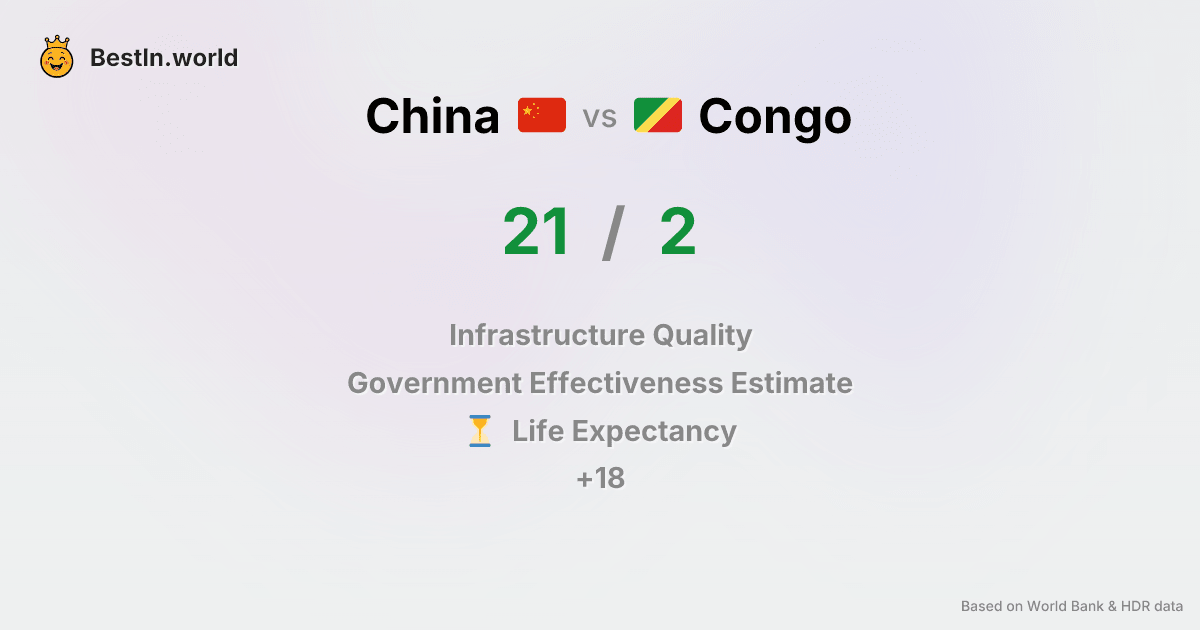 BestIn.world
China vs Congo
21 / 2
Infrastructure Quality
Government Effectiveness Estimate
Life Expectancy
+18
Based on World Bank & HDR data